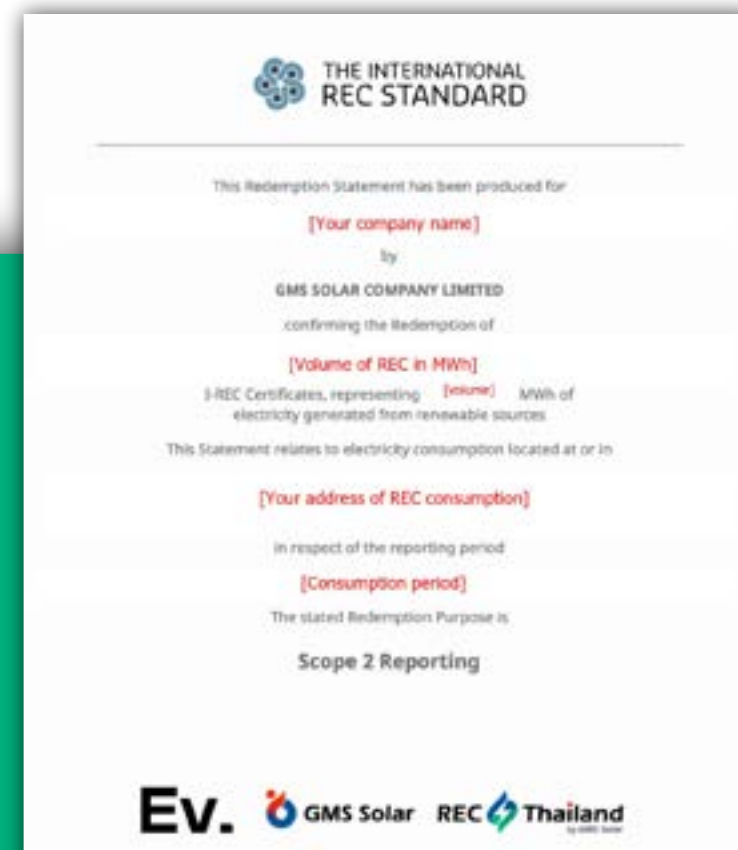 THE INTERNATIONAL
REC STANDARD
This Redemption Statement has been produced for
[Your company name]
by
GMS SOLAR COMPANY LIMITED
confirming the Redemption of
[Volume of REC in MWh]
I-REC Certificates, representing [volume] MWh of
electricity generated from renewable sources
This Statement relates to electricity consumption located at or in
[Your address of REC consumption]
in respect of the reporting period
[Consumption period]
The stated Redemption Purpose is
Scope 2 Reporting
Ev. GMS Solar REC Thailand
by GMS Solar